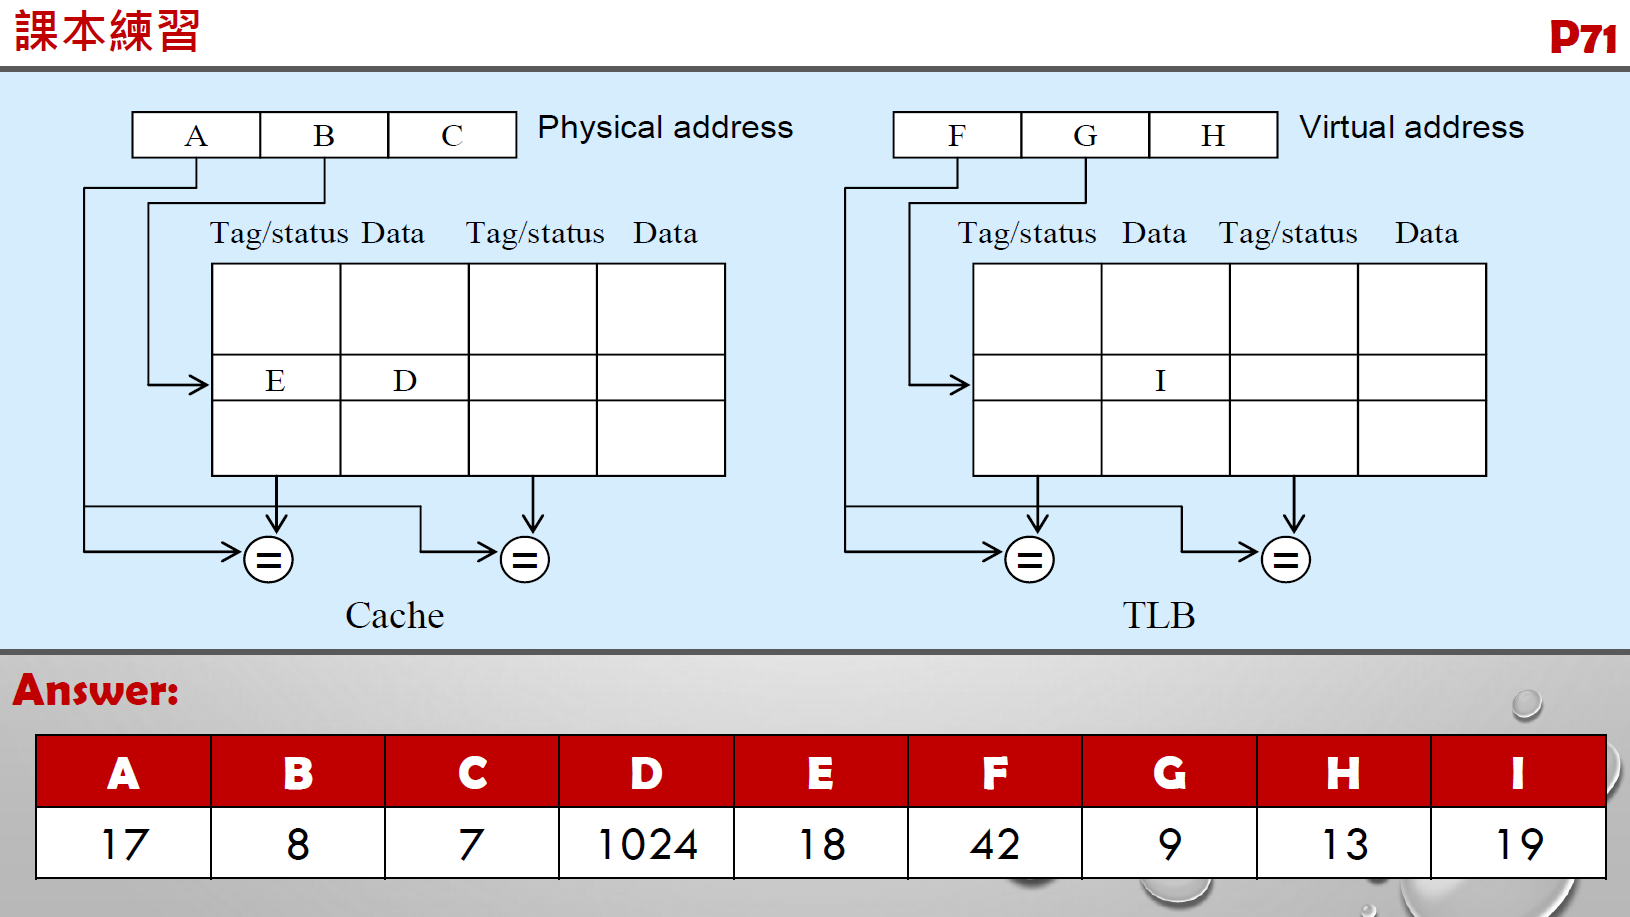 課本練習 P71
A B C Physical address
F G H Virtual address
Tag/status Data Tag/status Data
Tag/status Data Tag/status Data
E D
I
= =
= =
Cache
TLB
Answer:
A B C D E F G H I
17 8 7 1024 18 42 9 13 19